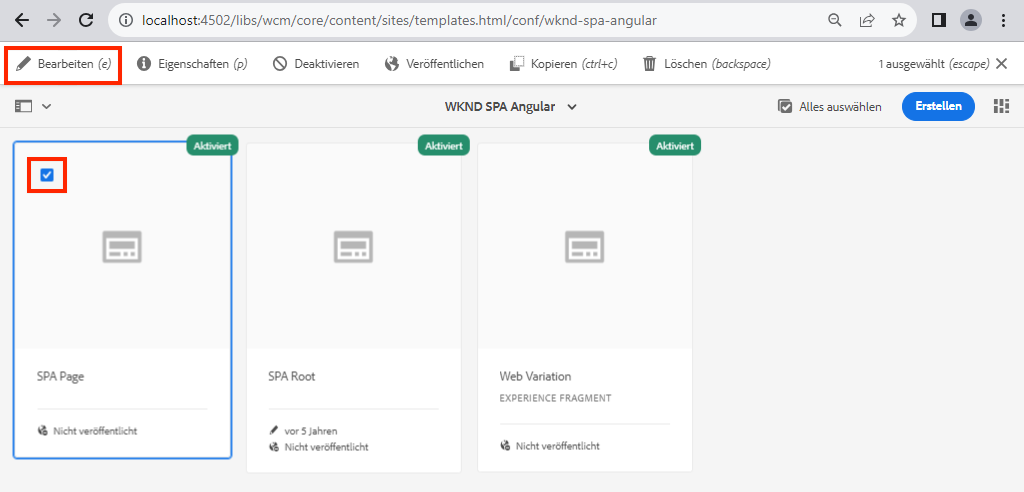 localhost:4502/libs/wcm/core/content/sites/templates.html/conf/wknd-spa-angular
Bearbeiten (e) Eigenschaften (p) Deaktivieren Veröffentlichen Kopieren (ctrl+c) Löschen (backspace) 1 ausgewählt (escape)
WKND SPA Angular Alles auswählen Erstellen
Aktiviert Aktiviert Aktiviert
SPA Page SPA Root Web Variation
EXPERIENCE FRAGMENT
Nicht veröffentlicht vor 5 Jahren
Nicht veröffentlicht Nicht veröffentlicht